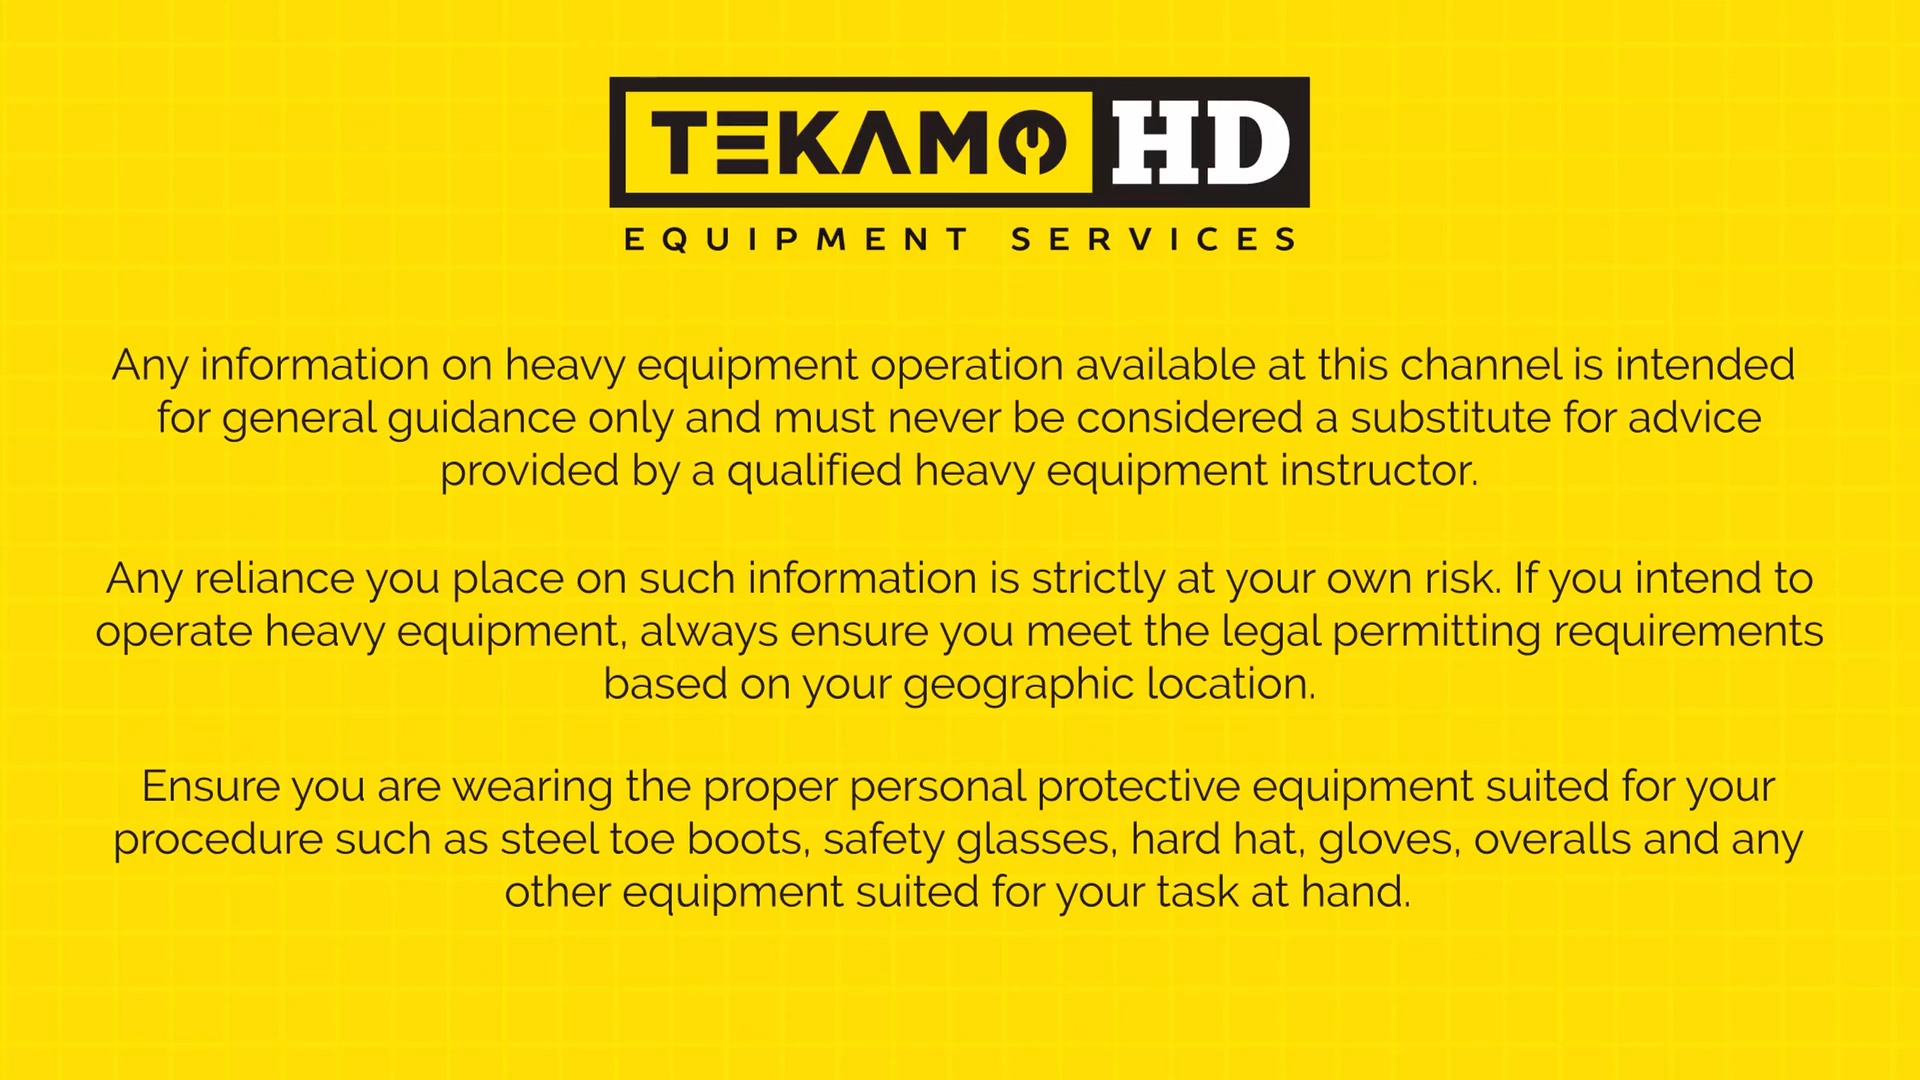 TEKAMO HD
EQUIPMENT SERVICES
Any information on heavy equipment operation available at this channel is intended
for general guidance only and must never be considered a substitute for advice
provided by a qualified heavy equipment instructor.
Any reliance you place on such information is strictly at your own risk. If you intend to
operate heavy equipment, always ensure you meet the legal permitting requirements
based on your geographic location.
Ensure you are wearing the proper personal protective equipment suited for your
procedure such as steel toe boots, safety glasses, hard hat, gloves, overalls and any
other equipment suited for your task at hand.